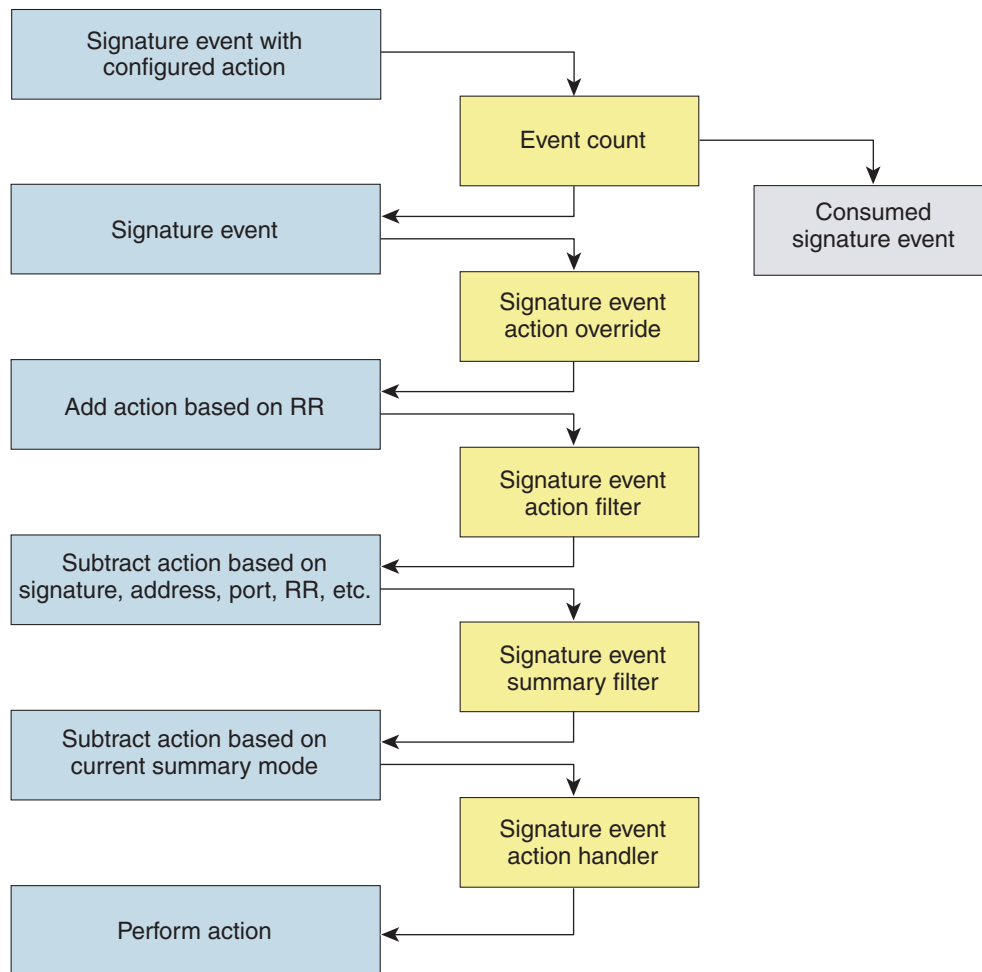 Signature event with
configured action
Event count
Consumed
signature event
Signature event
Signature event
action override
Add action based on RR
Signature event
action filter
Subtract action based on
signature, address, port, RR, etc.
Signature event
summary filter
Subtract action based on
current summary mode
Signature event
action handler
Perform action